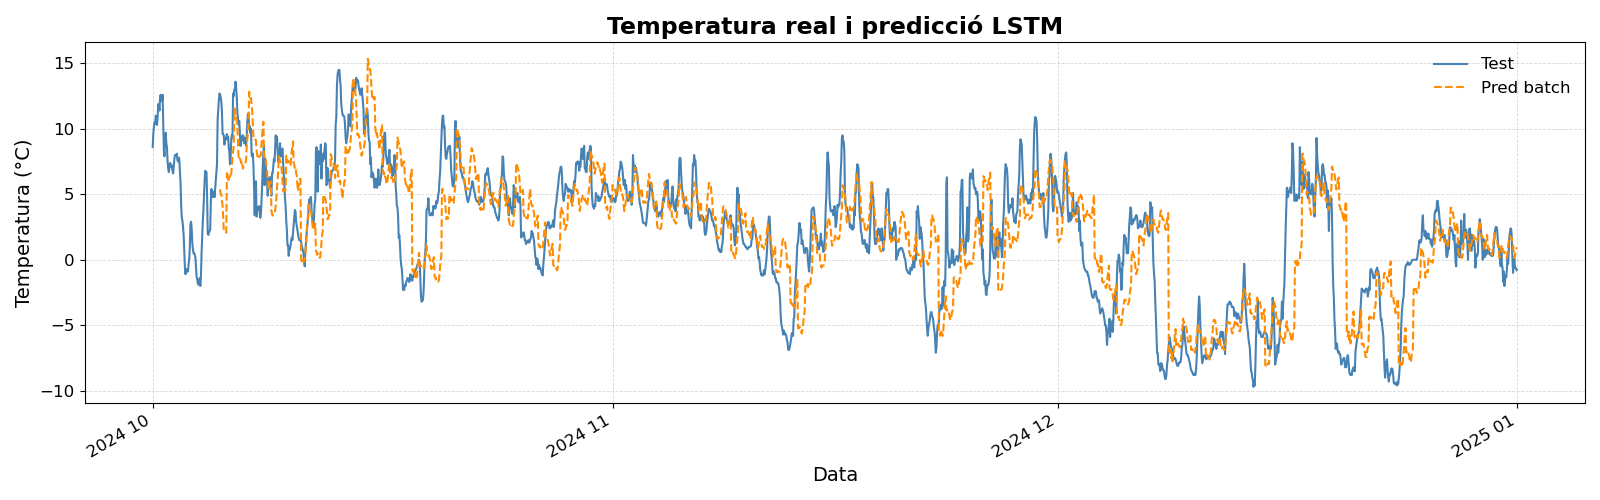 Temperatura real i predicció LSTM
Test
Pred batch
Temperatura (°C)
15
10
5
0
−5
−10
2024 10
2024 11
2024 12
2025 01
Data